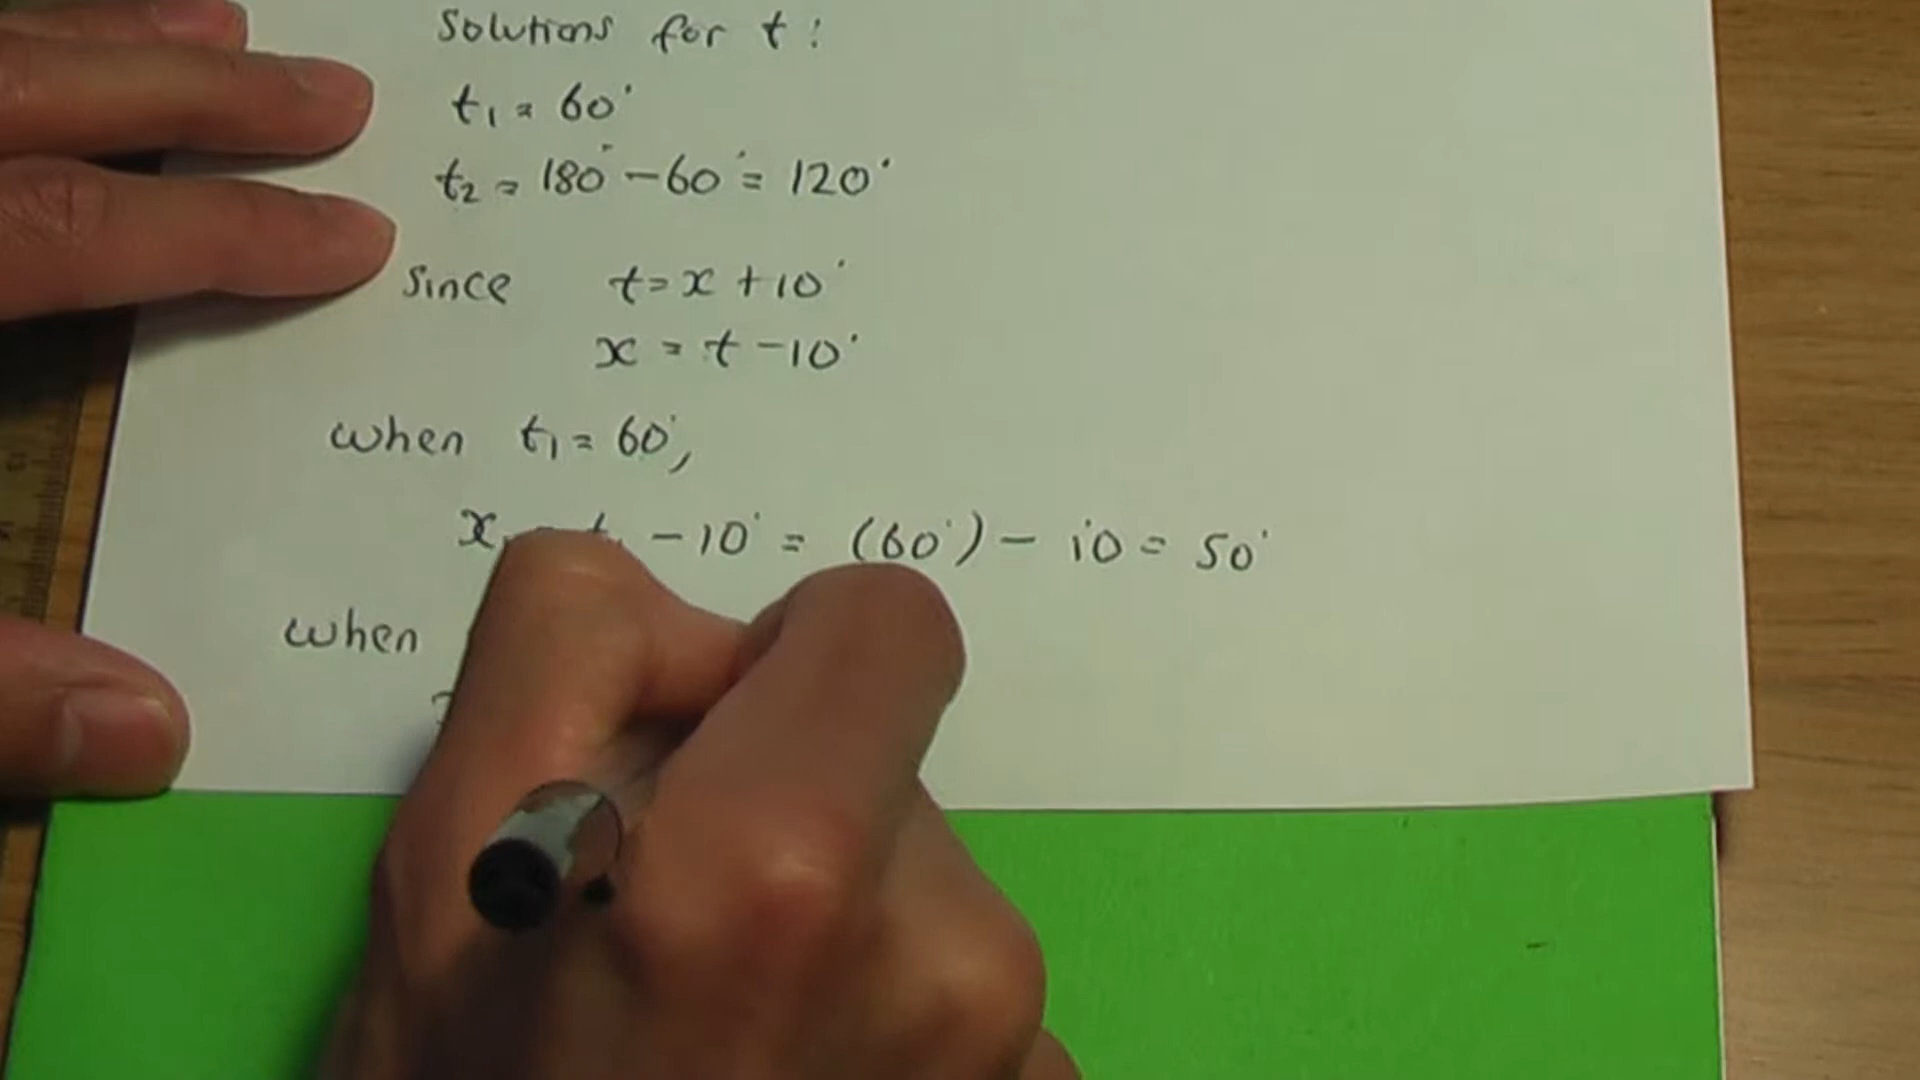 Solutions for t:
t₁ = 60°
t₂ = 180° - 60° = 120°
since t = x + 10°
x = t - 10°
when t₁ = 60°,
x - 10° = (60°) - 10 = 50°
when